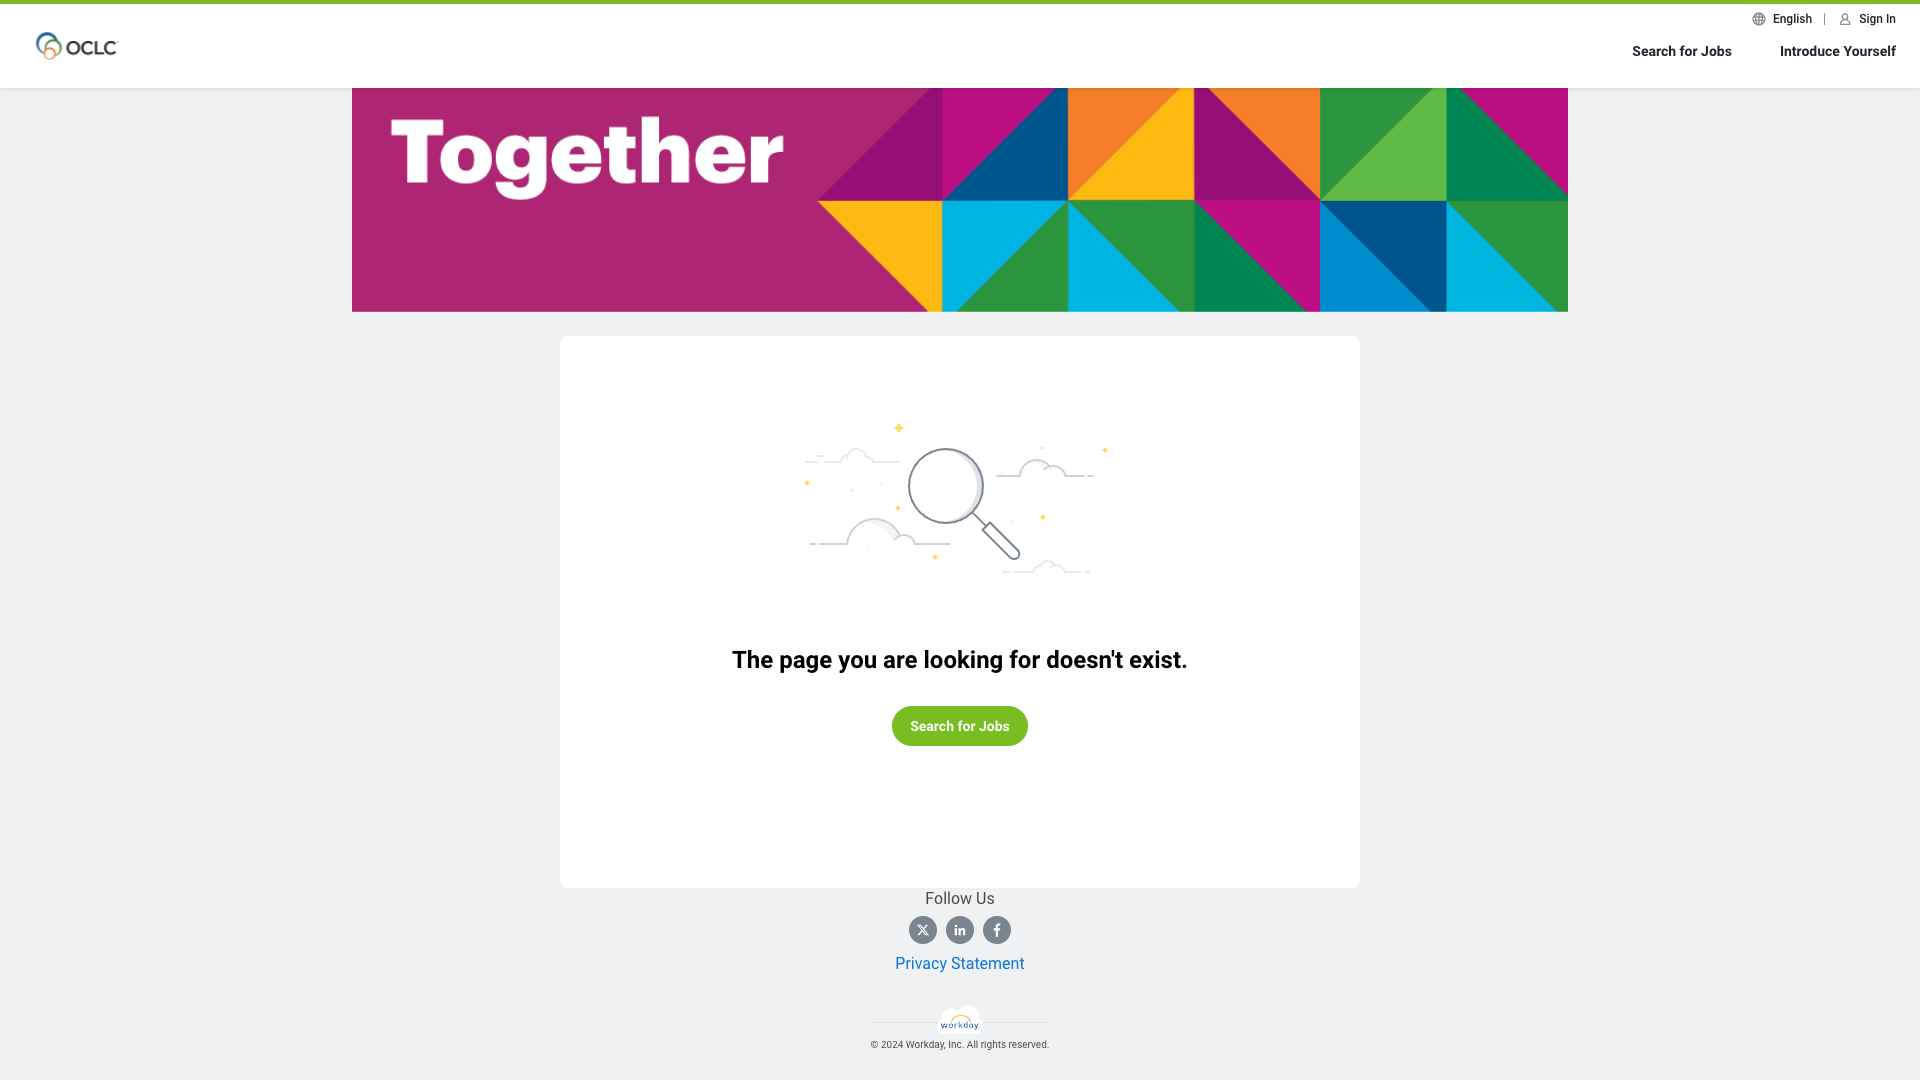 English
Sign In
OCLC
Search for Jobs
Introduce Yourself
Together
The page you are looking for doesn't exist.
Search for Jobs
Follow Us
Privacy Statement
workday.
© 2024 Workday, Inc. All rights reserved.